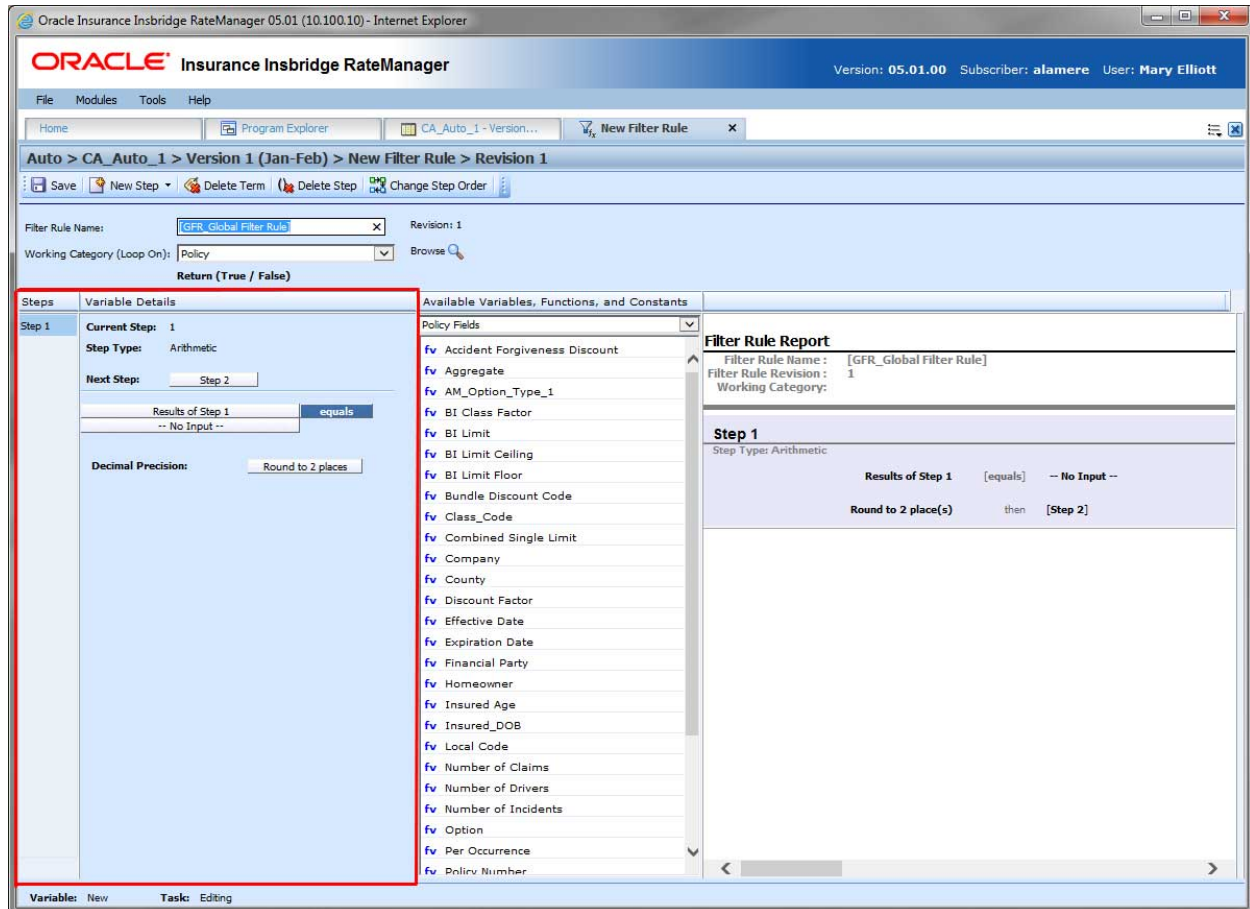 Oracle Insurance Insbridge RateManager 05.01 (10.100.10) - Internet Explorer
ORACLE Insurance Insbridge RateManager
Version: 05.01.00 Subscriber: alamere User: Mary Elliott
File Modules Tools Help
Home Program Explorer CA_Auto_1 - Version... New Filter Rule
Auto > CA_Auto_1 > Version 1 (Jan-Feb) > New Filter Rule > Revision 1
Save New Step Delete Term Delete Step Change Step Order
Filter Rule Name: [GFR_Global Filter Rule] Revision: 1
Working Category (Loop On): Policy Browse
Return (True / False)
Steps Variable Details
Step 1
Current Step: 1
Step Type: Arithmetic
Next Step: Step 2
Results of Step 1 equals
-- No Input --
Decimal Precision: Round to 2 places
Available Variables, Functions, and Constants
Policy Fields
fv Accident Forgiveness Discount
fv Aggregate
fv AM_Option_Type_1
fv BI Class Factor
fv BI Limit
fv BI Limit Ceiling
fv BI Limit Floor
fv Bundle Discount Code
fv Class_Code
fv Combined Single Limit
fv Company
fv County
fv Discount Factor
fv Effective Date
fv Expiration Date
fv Financial Party
fv Homeowner
fv Insured Age
fv Insured_DOB
fv Local Code
fv Number of Claims
fv Number of Drivers
fv Number of Incidents
fv Option
fv Per Occurrence
fv Policy Number
Filter Rule Report
Filter Rule Name : [GFR_Global Filter Rule]
Filter Rule Revision : 1
Working Category:
Step 1
Step Type: Arithmetic
Results of Step 1 [equals] -- No Input --
Round to 2 place(s) then [Step 2]
Variable: New Task: Editing